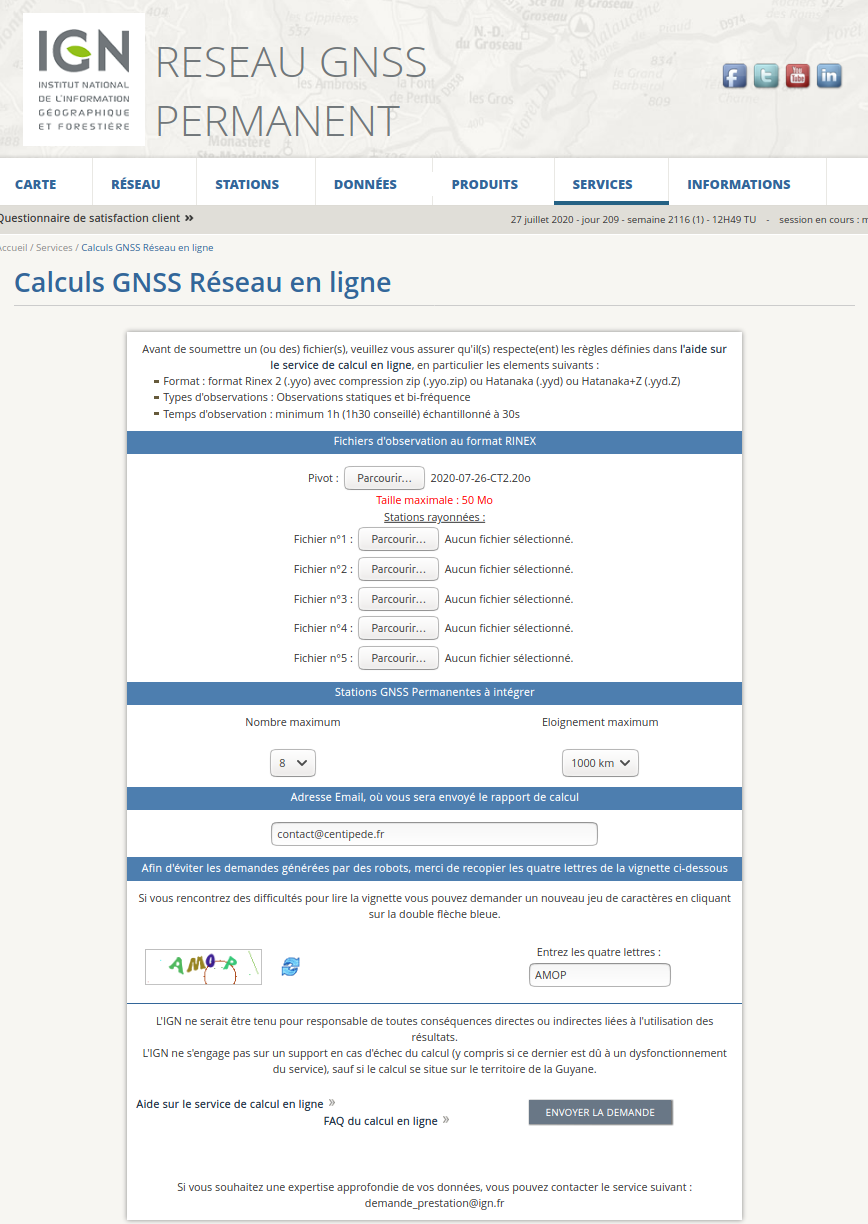 IGN
INSTITUT NATIONAL
DE L'INFORMATION
GÉOGRAPHIQUE
ET FORESTIÈRE
RESEAU GNSS
PERMANENT
CARTE RÉSEAU STATIONS DONNÉES PRODUITS SERVICES INFORMATIONS
Questionnaire de satisfaction client »
27 juillet 2020 - jour 209 - semaine 2116 (1) - 12H49 TU - session en cours : m
Accueil / Services / Calculs GNSS Réseau en ligne
Calculs GNSS Réseau en ligne
Avant de soumettre un (ou des) fichier(s), veuillez vous assurer qu'il(s) respecte(ent) les règles définies dans l'aide sur
le service de calcul en ligne, en particulier les elements suivants :
Format : format Rinex 2 (.yyo) avec compression zip (.yyo.zip) ou Hatanaka (.yyd) ou Hatanaka+Z (.yyd.Z)
Types d'observations : Observations statiques et bi-fréquence
Temps d'observation : minimum 1h (1h30 conseillé) échantillonné à 30s
Fichiers d'observation au format RINEX
Pivot : Parcourir... 2020-07-26-CT2.20o
Taille maximale : 50 Mo
Stations rayonnées :
Fichier n°1 : Parcourir... Aucun fichier sélectionné.
Fichier n°2 : Parcourir... Aucun fichier sélectionné.
Fichier n°3 : Parcourir... Aucun fichier sélectionné.
Fichier n°4 : Parcourir... Aucun fichier sélectionné.
Fichier n°5 : Parcourir... Aucun fichier sélectionné.
Stations GNSS Permanentes à intégrer
Nombre maximum Eloignement maximum
8 1000 km
Adresse Email, où vous sera envoyé le rapport de calcul
contact@centipede.fr
Afin d'éviter les demandes générées par des robots, merci de recopier les quatre lettres de la vignette ci-dessous
Si vous rencontrez des difficultés pour lire la vignette vous pouvez demander un nouveau jeu de caractères en cliquant
sur la double flèche bleue.
Entrez les quatre lettres :
AMOP
L'IGN ne serait être tenu pour responsable de toutes conséquences directes ou indirectes liées à l'utilisation des
résultats.
L'IGN ne s'engage pas sur un support en cas d'échec du calcul (y compris si ce dernier est dû à un dysfonctionnement
du service), sauf si le calcul se situe sur le territoire de la Guyane.
Aide sur le service de calcul en ligne »
FAQ du calcul en ligne »
ENVOYER LA DEMANDE
Si vous souhaitez une expertise approfondie de vos données, vous pouvez contacter le service suivant :
demande_prestation@ign.fr